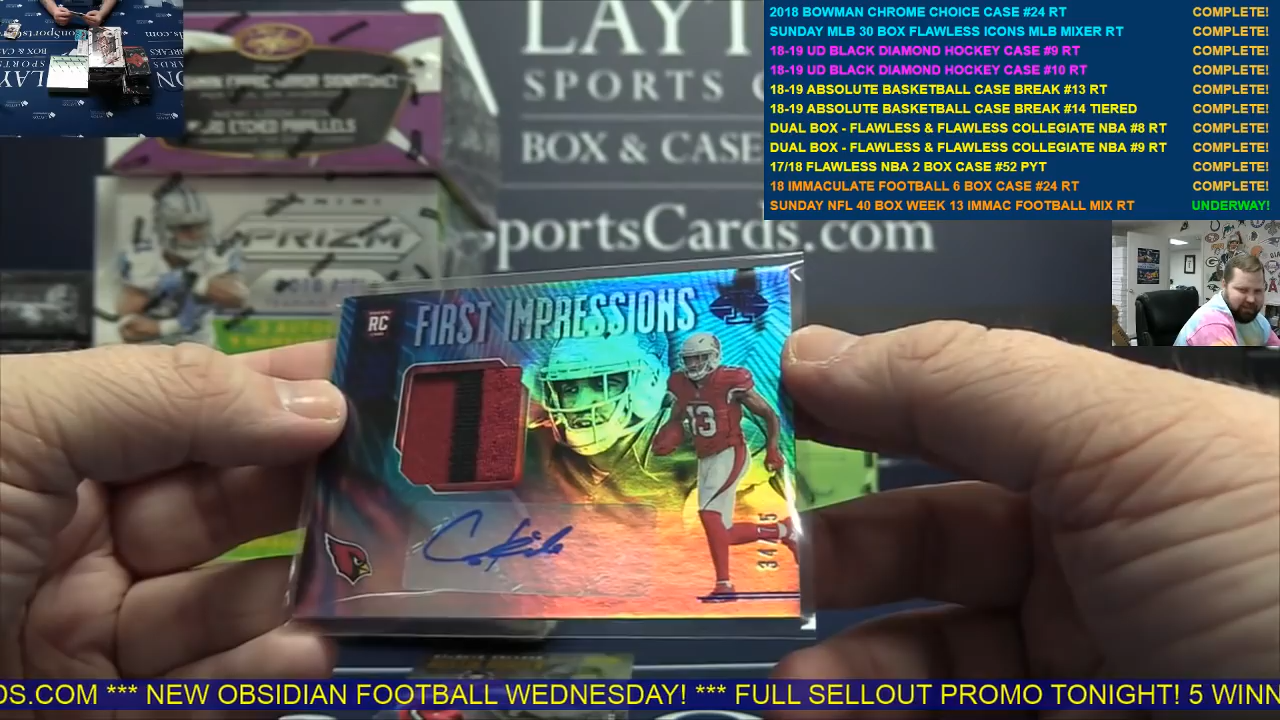 2018 BOWMAN CHROME CHOICE CASE #24 RT COMPLETE!
SUNDAY MLB 30 BOX FLAWLESS ICONS MLB MIXER RT COMPLETE!
18-19 UD BLACK DIAMOND HOCKEY CASE #9 RT COMPLETE!
18-19 UD BLACK DIAMOND HOCKEY CASE #10 RT COMPLETE!
18-19 ABSOLUTE BASKETBALL CASE BREAK #13 RT COMPLETE!
18-19 ABSOLUTE BASKETBALL CASE BREAK #14 TIERED COMPLETE!
DUAL BOX - FLAWLESS & FLAWLESS COLLEGIATE NBA #8 RT COMPLETE!
DUAL BOX - FLAWLESS & FLAWLESS COLLEGIATE NBA #9 RT COMPLETE!
17/18 FLAWLESS NBA 2 BOX CASE #52 PYT COMPLETE!
18 IMMACULATE FOOTBALL 6 BOX CASE #24 RT COMPLETE!
SUNDAY NFL 40 BOX WEEK 13 IMMAC FOOTBALL MIX RT UNDERWAY!
LAYT
SPORTS
BOX & CASE
SportsCards.com
PANINI
PRIZM
RC
FIRST IMPRESSIONS
13
34/75
DS.COM *** NEW OBSIDIAN FOOTBALL WEDNESDAY! *** FULL SELLOUT PROMO TONIGHT! 5 WINN